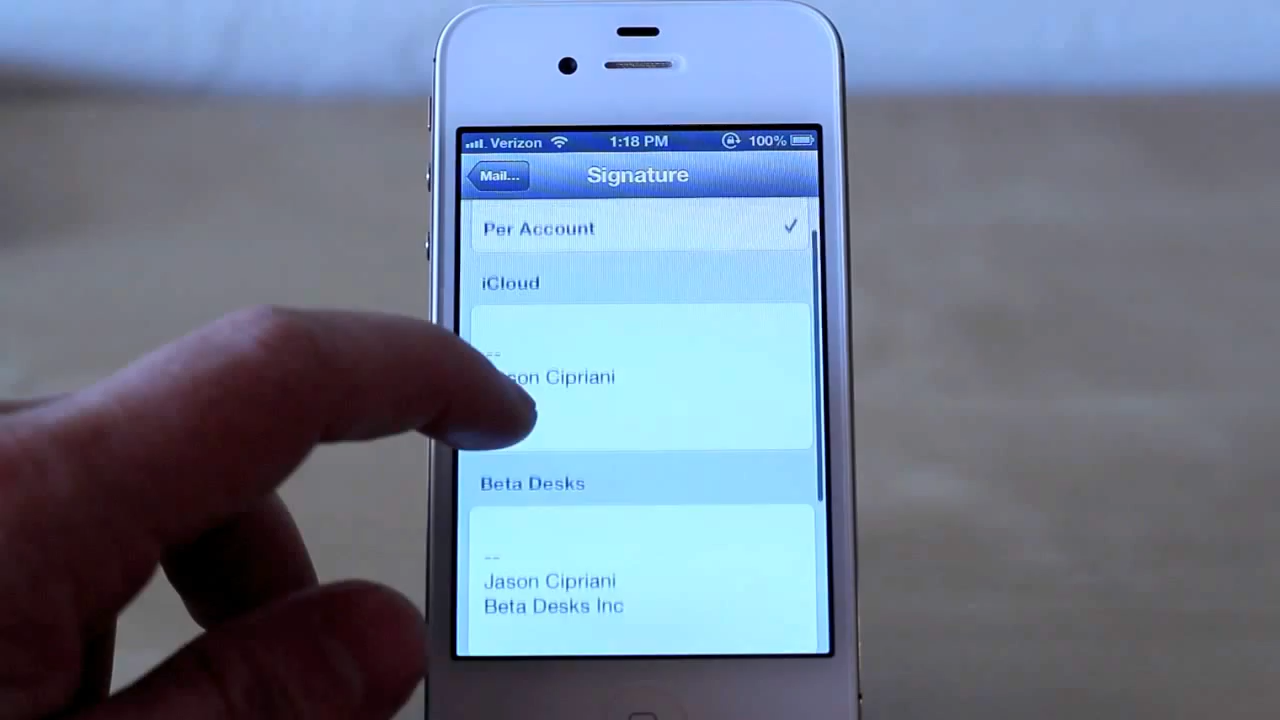 Verizon 1:18 PM 100%
Mail... Signature
Per Account
iCloud
--
son Cipriani
Beta Desks
--
Jason Cipriani
Beta Desks Inc